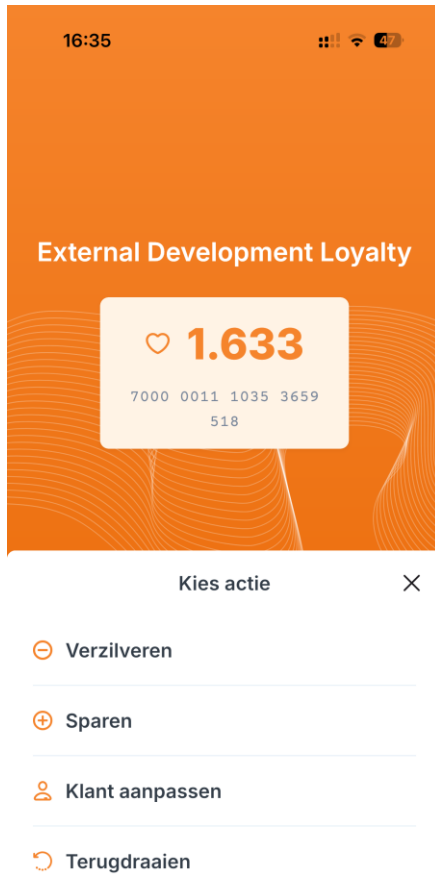 16:35
47
External Development Loyalty
1.633
7000 0011 1035 3659
518
Kies actie
Verzilveren
Sparen
Klant aanpassen
Terugdraaien